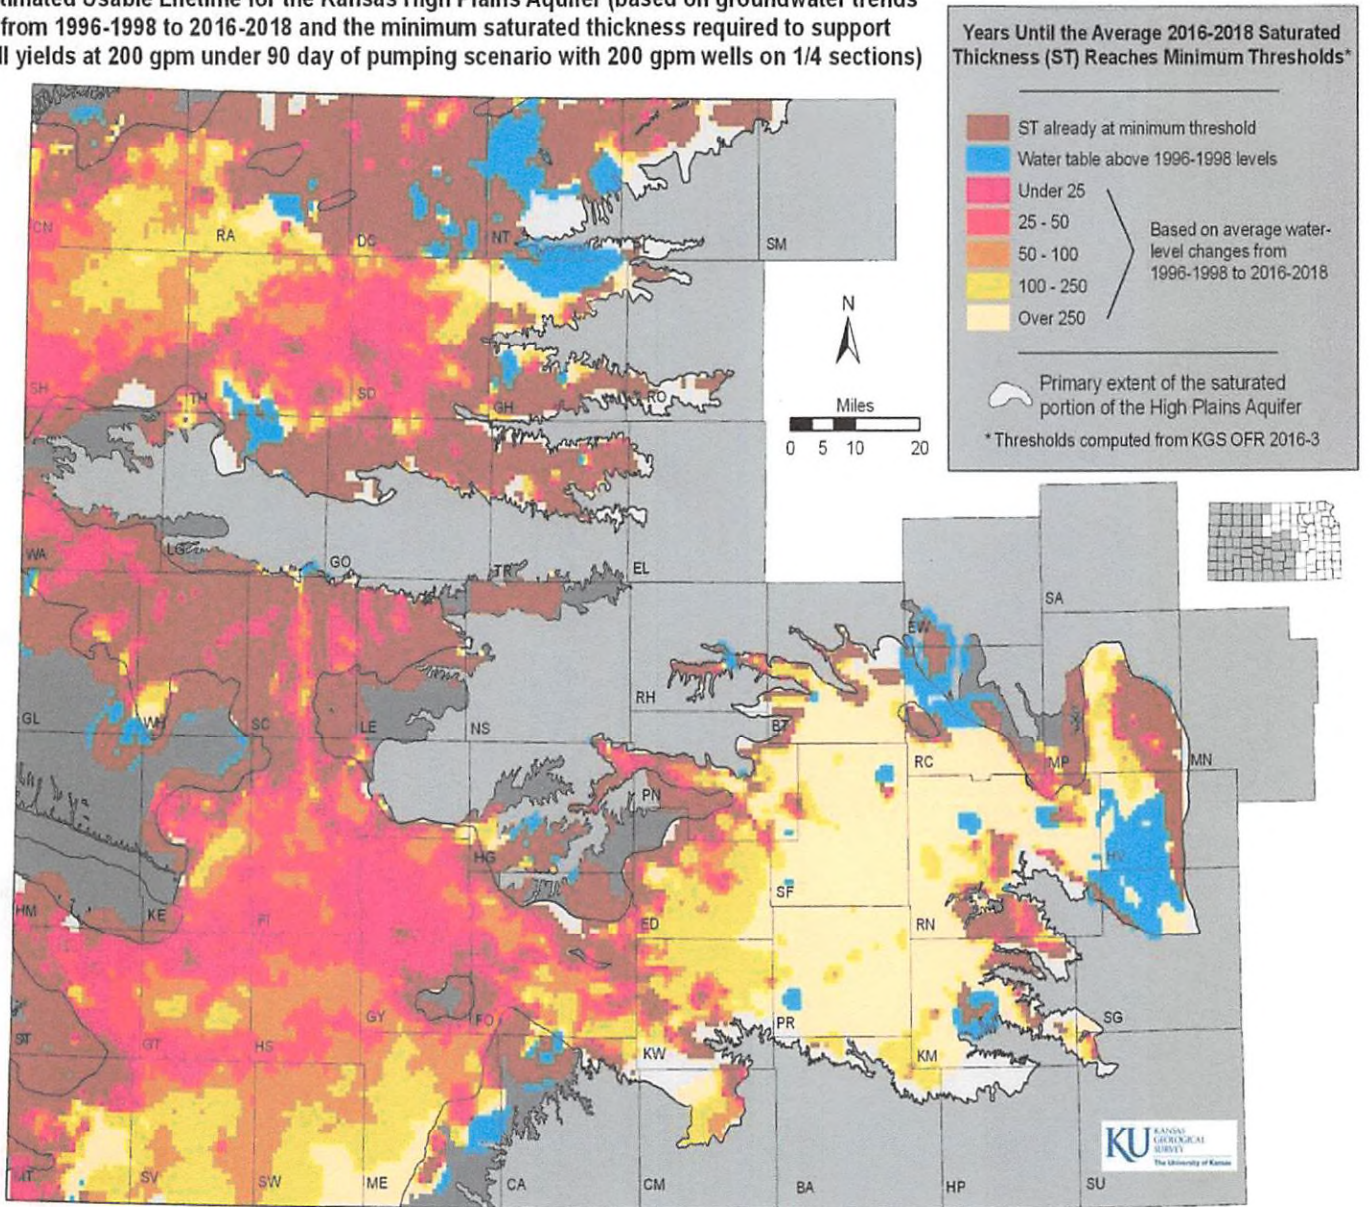 from 1996-1998 to 2016-2018 and the minimum saturated thickness required to support
yields at 200 gpm under 90 day of pumping scenario with 200 gpm wells on 1/4 sections)
Years Until the Average 2016-2018 Saturated
Thickness (ST) Reaches Minimum Thresholds*
ST already at minimum threshold
Water table above 1996-1998 levels
Under 25
25 - 50
50 - 100
100 - 250
Over 250
Based on average water-
level changes from
1996-1998 to 2016-2018
Primary extent of the saturated
portion of the High Plains Aquifer
* Thresholds computed from KGS OFR 2016-3
N
Miles
0 5 10 20
CN
RA
DC
NT
SM
SH
TH
SD
GH
RO
WA
LG
GO
TR
EL
SA
EW
GL
WH
SC
LE
NS
RH
BT
RC
MP
MN
PN
HG
HV
HM
KE
FI
ED
SF
RN
ST
GT
HS
GY
FO
KW
PR
KM
SG
MT
SV
SW
ME
CA
CM
BA
HP
SU
KU
KANSAS
GEOLOGICAL
SURVEY
The University of Kansas